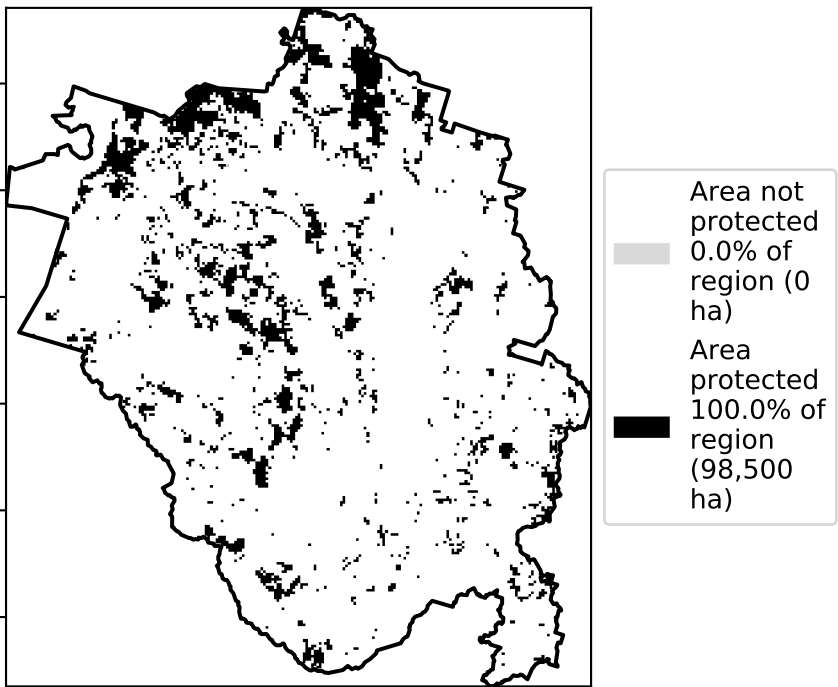 Area not
protected
0.0% of
region (0
ha)
Area
protected
100.0% of
region
(98,500
ha)